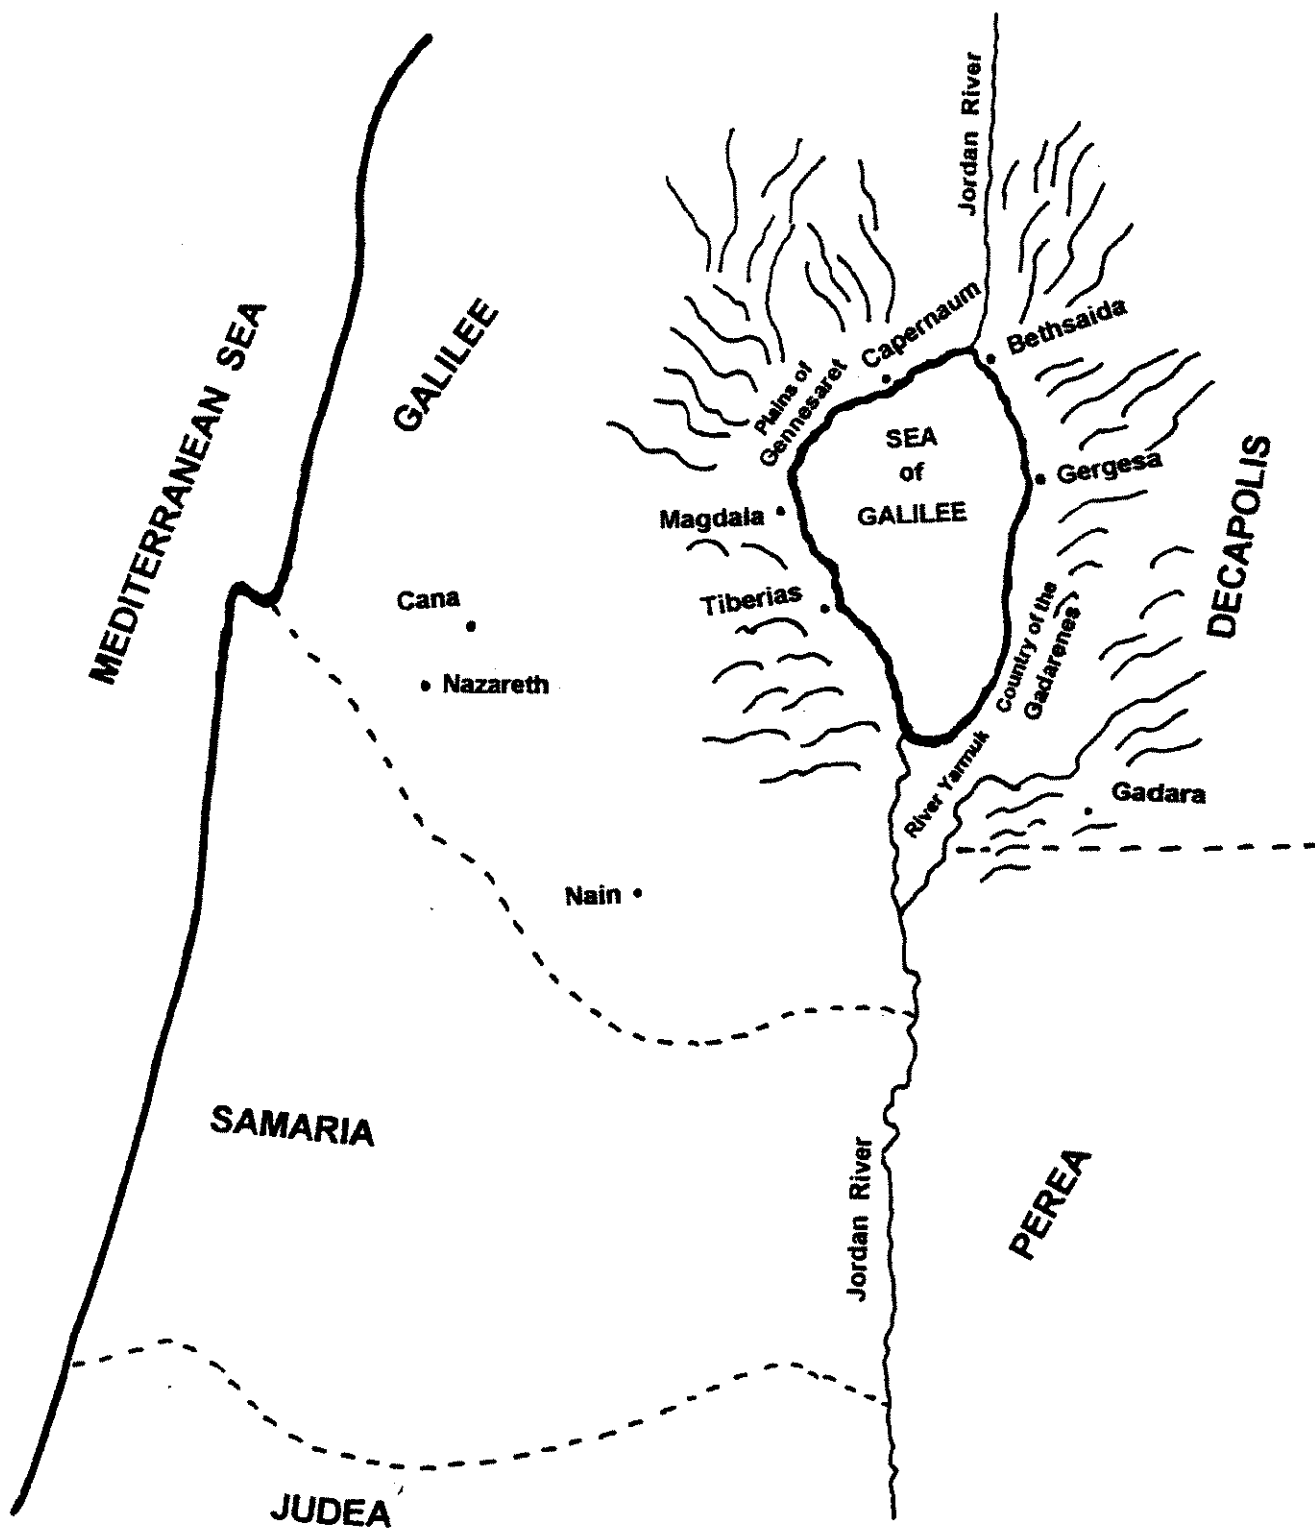 Jordan River
MEDITERRANEAN SEA
GALILEE
Capernaum
Bethsaida
Plains of
Gennesaret
SEA
of
GALILEE
Gergesa
DECAPOLIS
Magdala
Tiberias
Cana
Nazareth
Country of the
Gadarenes
River Yarmuk
Gadara
Nain
SAMARIA
Jordan River
PEREA
JUDEA